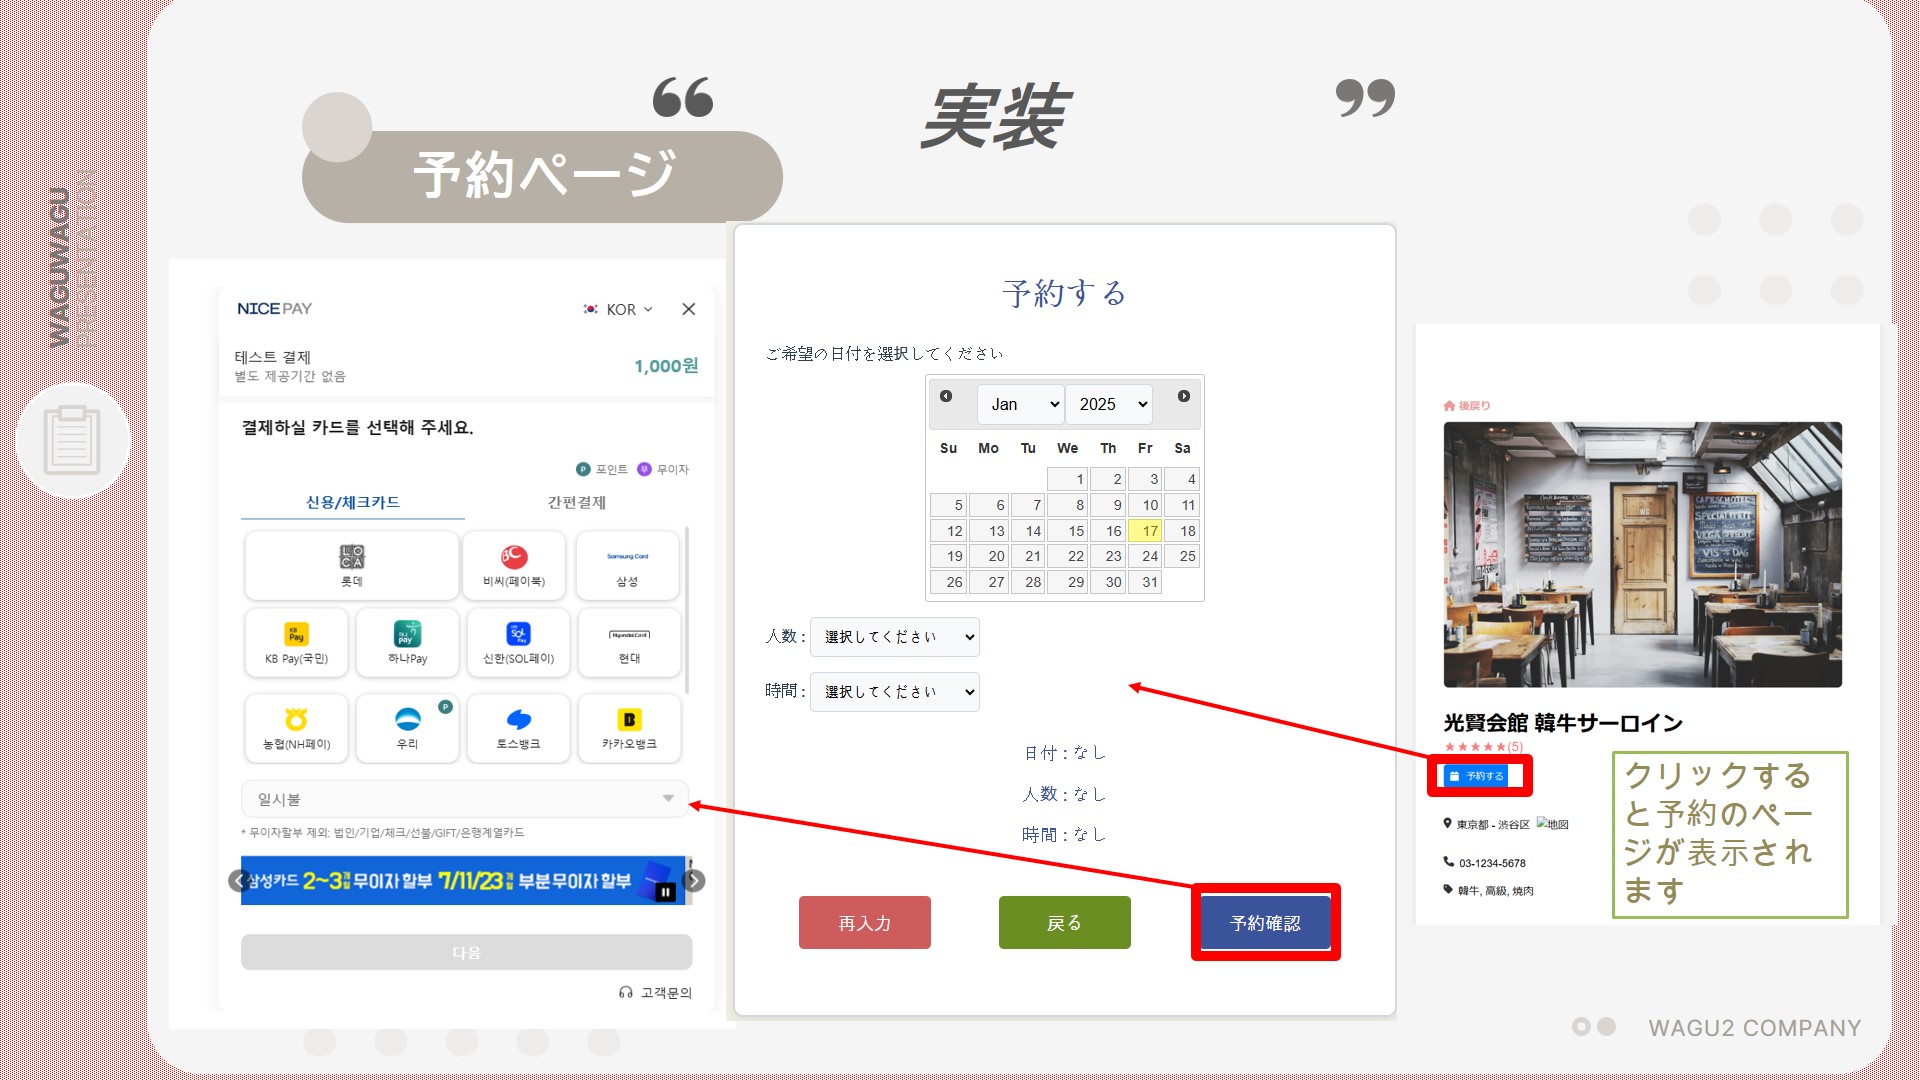 “ 実装 ”
予約ページ
WAGUWAGU
PRESENTATION
NICEPAY
KOR
테스트 결제
별도 제공기간 없음
1,000원
결제하실 카드를 선택해 주세요.
P 포인트 무 무이자
신용/체크카드 간편결제
LOCA
롯데
비씨(페이북)
Samsung Card
삼성
KB Pay
KB Pay(국민)
하나 pay
하나Pay
SOL
신한(SOL페이)
Hyundai Card
현대
농협(NH페이)
P
우리
토스뱅크
B
카카오뱅크
일시불
* 무이자할부 제외: 법인/기업/체크/선불/GIFT/은행계열카드
삼성카드 2~3개월 무이자 할부 7/11/23개월 부분 무이자 할부
다음
고객문의
予約する
ご希望の日付を選択してください
Jan 2025
Su Mo Tu We Th Fr Sa
1 2 3 4
5 6 7 8 9 10 11
12 13 14 15 16 17 18
19 20 21 22 23 24 25
26 27 28 29 30 31
人数 : 選択してください
時間 : 選択してください
日付 : なし
人数 : なし
時間 : なし
再入力 戻る 予約確認
後戻り
光賢会館 韓牛サーロイン
★★★★★(5)
予約する
東京都 - 渋谷区 地図
03-1234-5678
韓牛, 高級, 焼肉
クリックする
と予約のペー
ジが表示され
ます
WAGU2 COMPANY